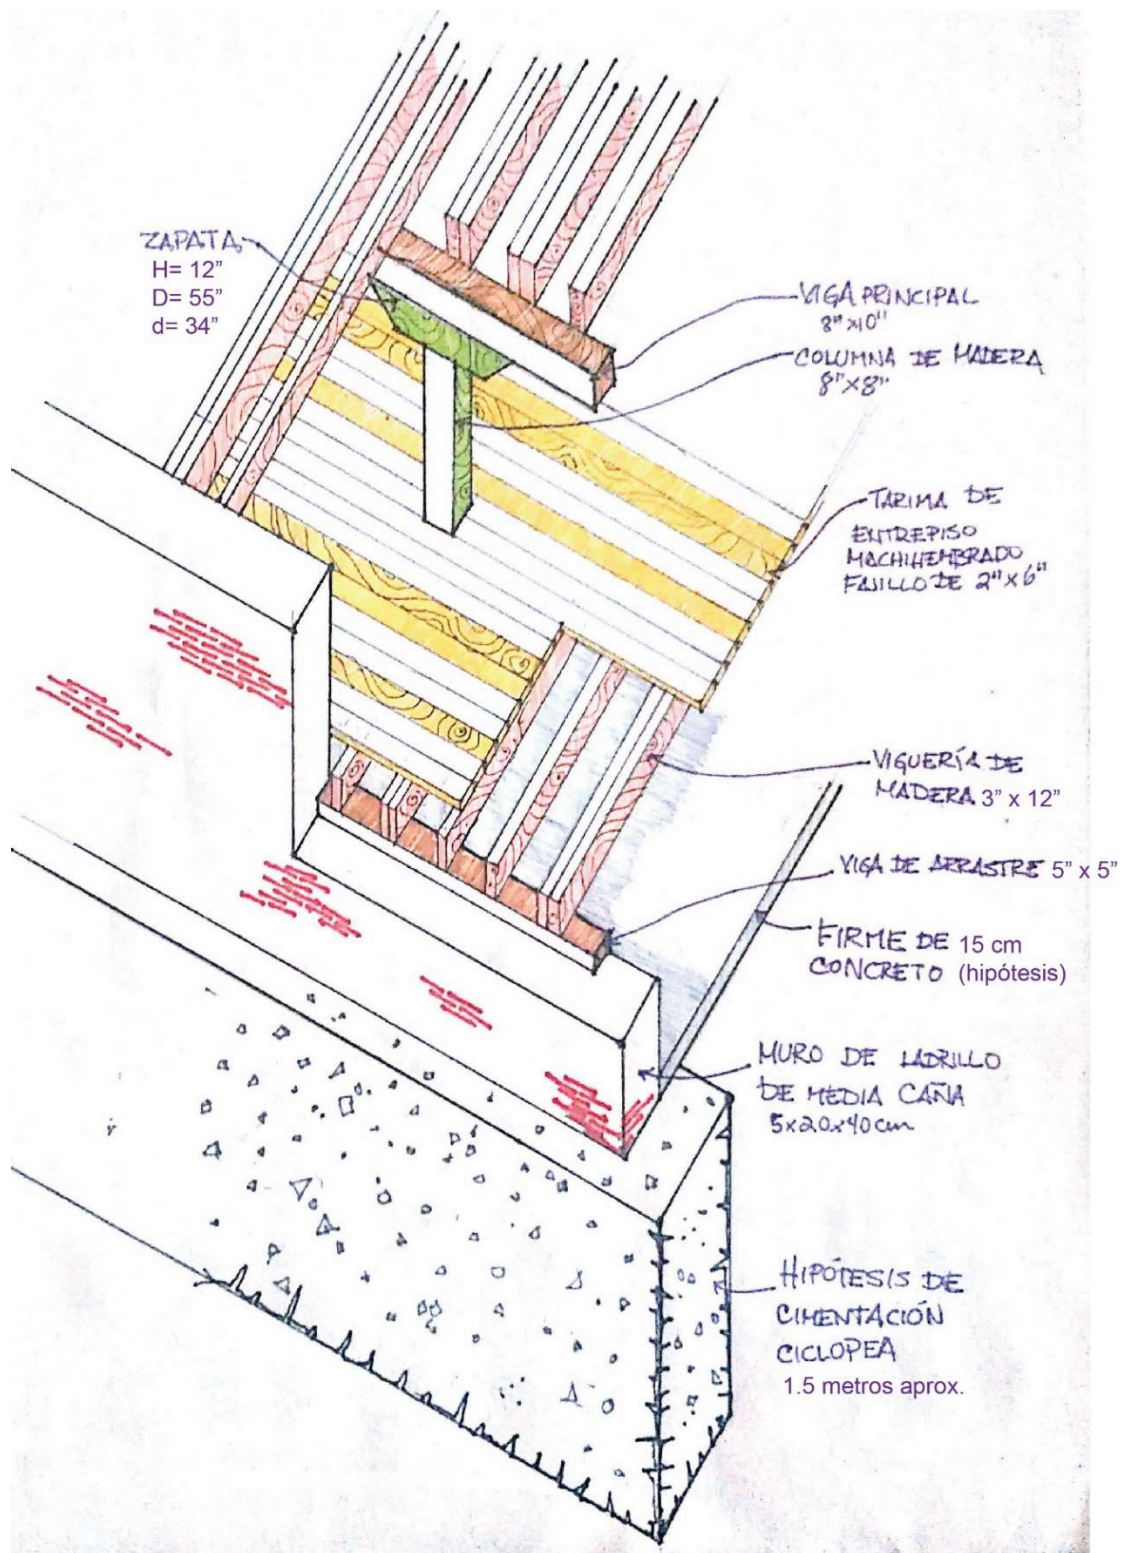 ZAPATA
H= 12”
D= 55”
d= 34”
VIGA PRINCIPAL
8"x10"
COLUMNA DE MADERA
8"x8"
TARIMA DE
ENTREPISO
MACHIHEMBRADO
FAJILLO DE 2"x6"
VIGUERÍA DE
MADERA 3” x 12”
VIGA DE ARRASTRE 5” x 5”
FIRME DE 15 cm
CONCRETO (hipótesis)
MURO DE LADRILLO
DE MEDIA CAÑA
5x20x40cm
HIPÓTESIS DE
CIMENTACIÓN
CICLOPEA
1.5 metros aprox.